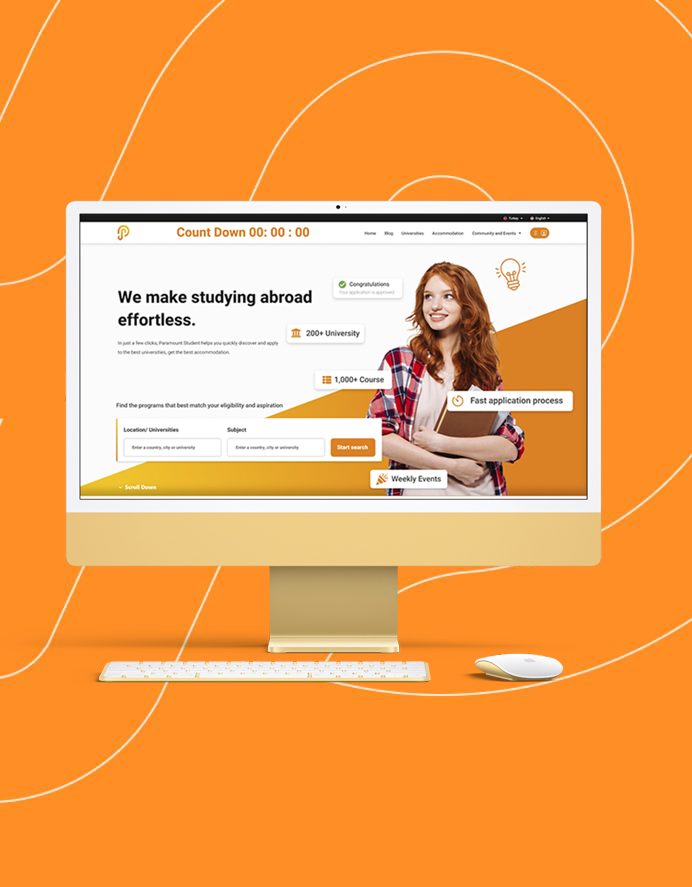 Turkey
English
Count Down 00: 00 : 00
Home
Blog
Universities
Accommodation
Community and Events
We make studying abroad
effortless.
In just a few clicks, Paramount Student helps you quickly discover and apply
to the best universities, get the best accommodation.
Congratulations
Your application is approved
200+ University
1,000+ Course
Fast application process
Find the programs that best match your eligibility and aspiration
Location/ Universities
Subject
Enter a country, city or university
Enter a country, city or university
Start search
Weekly Events
Scroll Down